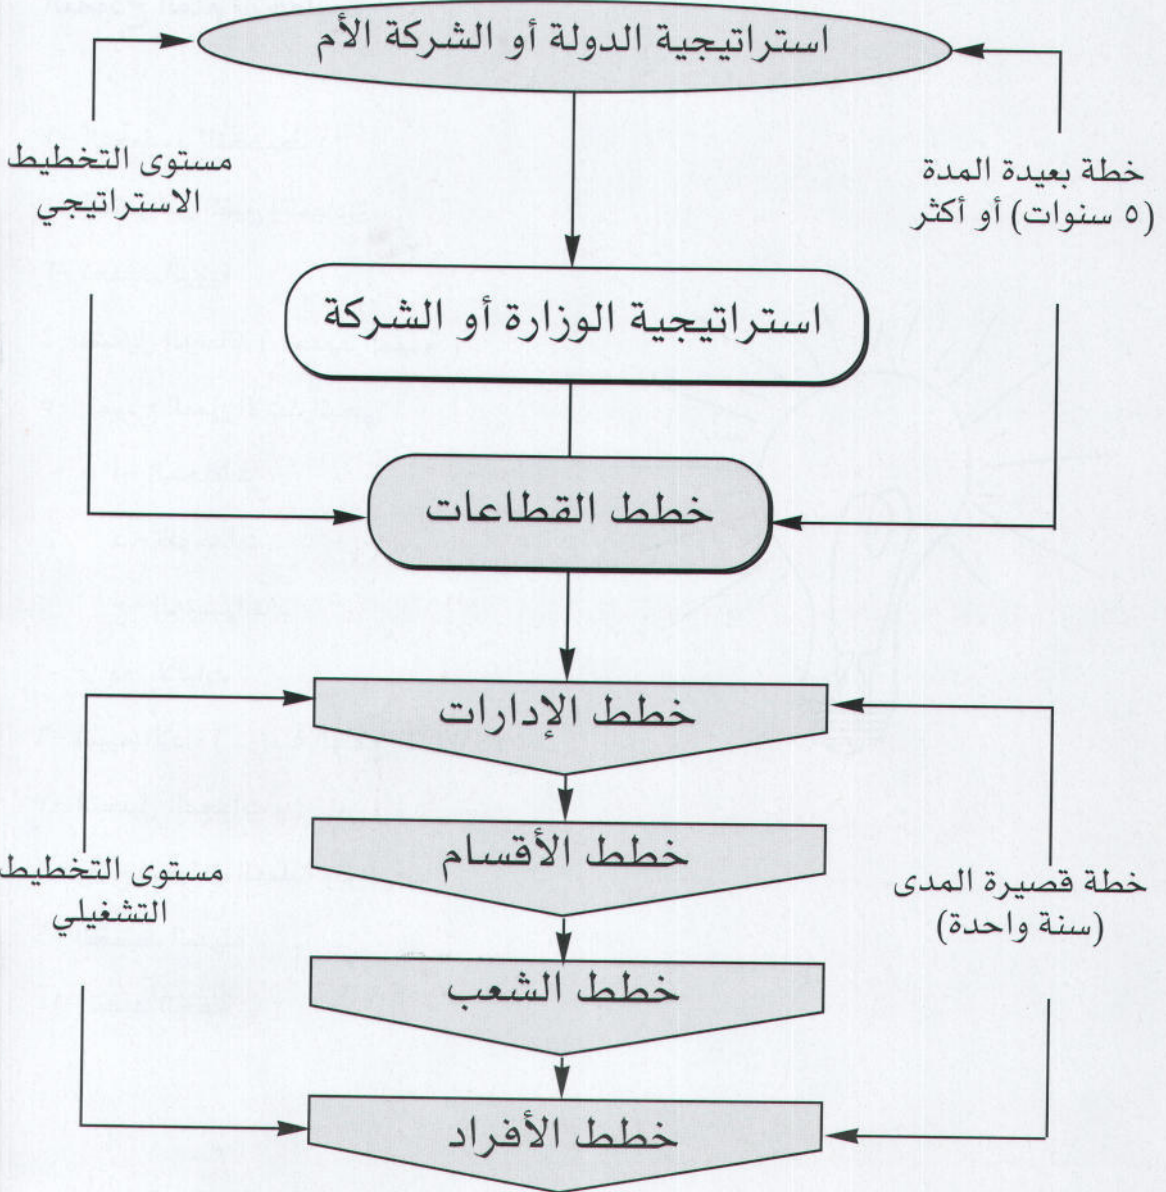 استراتيجية الدولة أو الشركة الأم
خطة بعيدة المدة
(٥ سنوات) أو أكثر
مستوى التخطيط
الاستراتيجي
استراتيجية الوزارة أو الشركة
خطط القطاعات
خطط الإدارات
خطط الأقسام
خطة قصيرة المدى
(سنة واحدة)
مستوى التخطيط
التشغيلي
خطط الشعب
خطط الأفراد